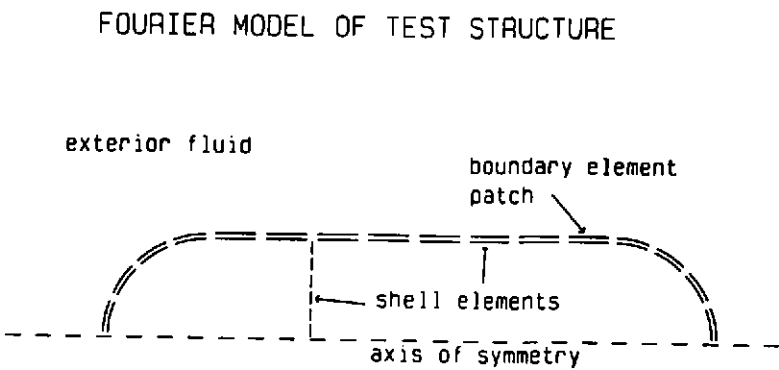 FOURIER MODEL OF TEST STRUCTURE
exterior fluid
boundary element
patch
shell elements
axis of symmetry